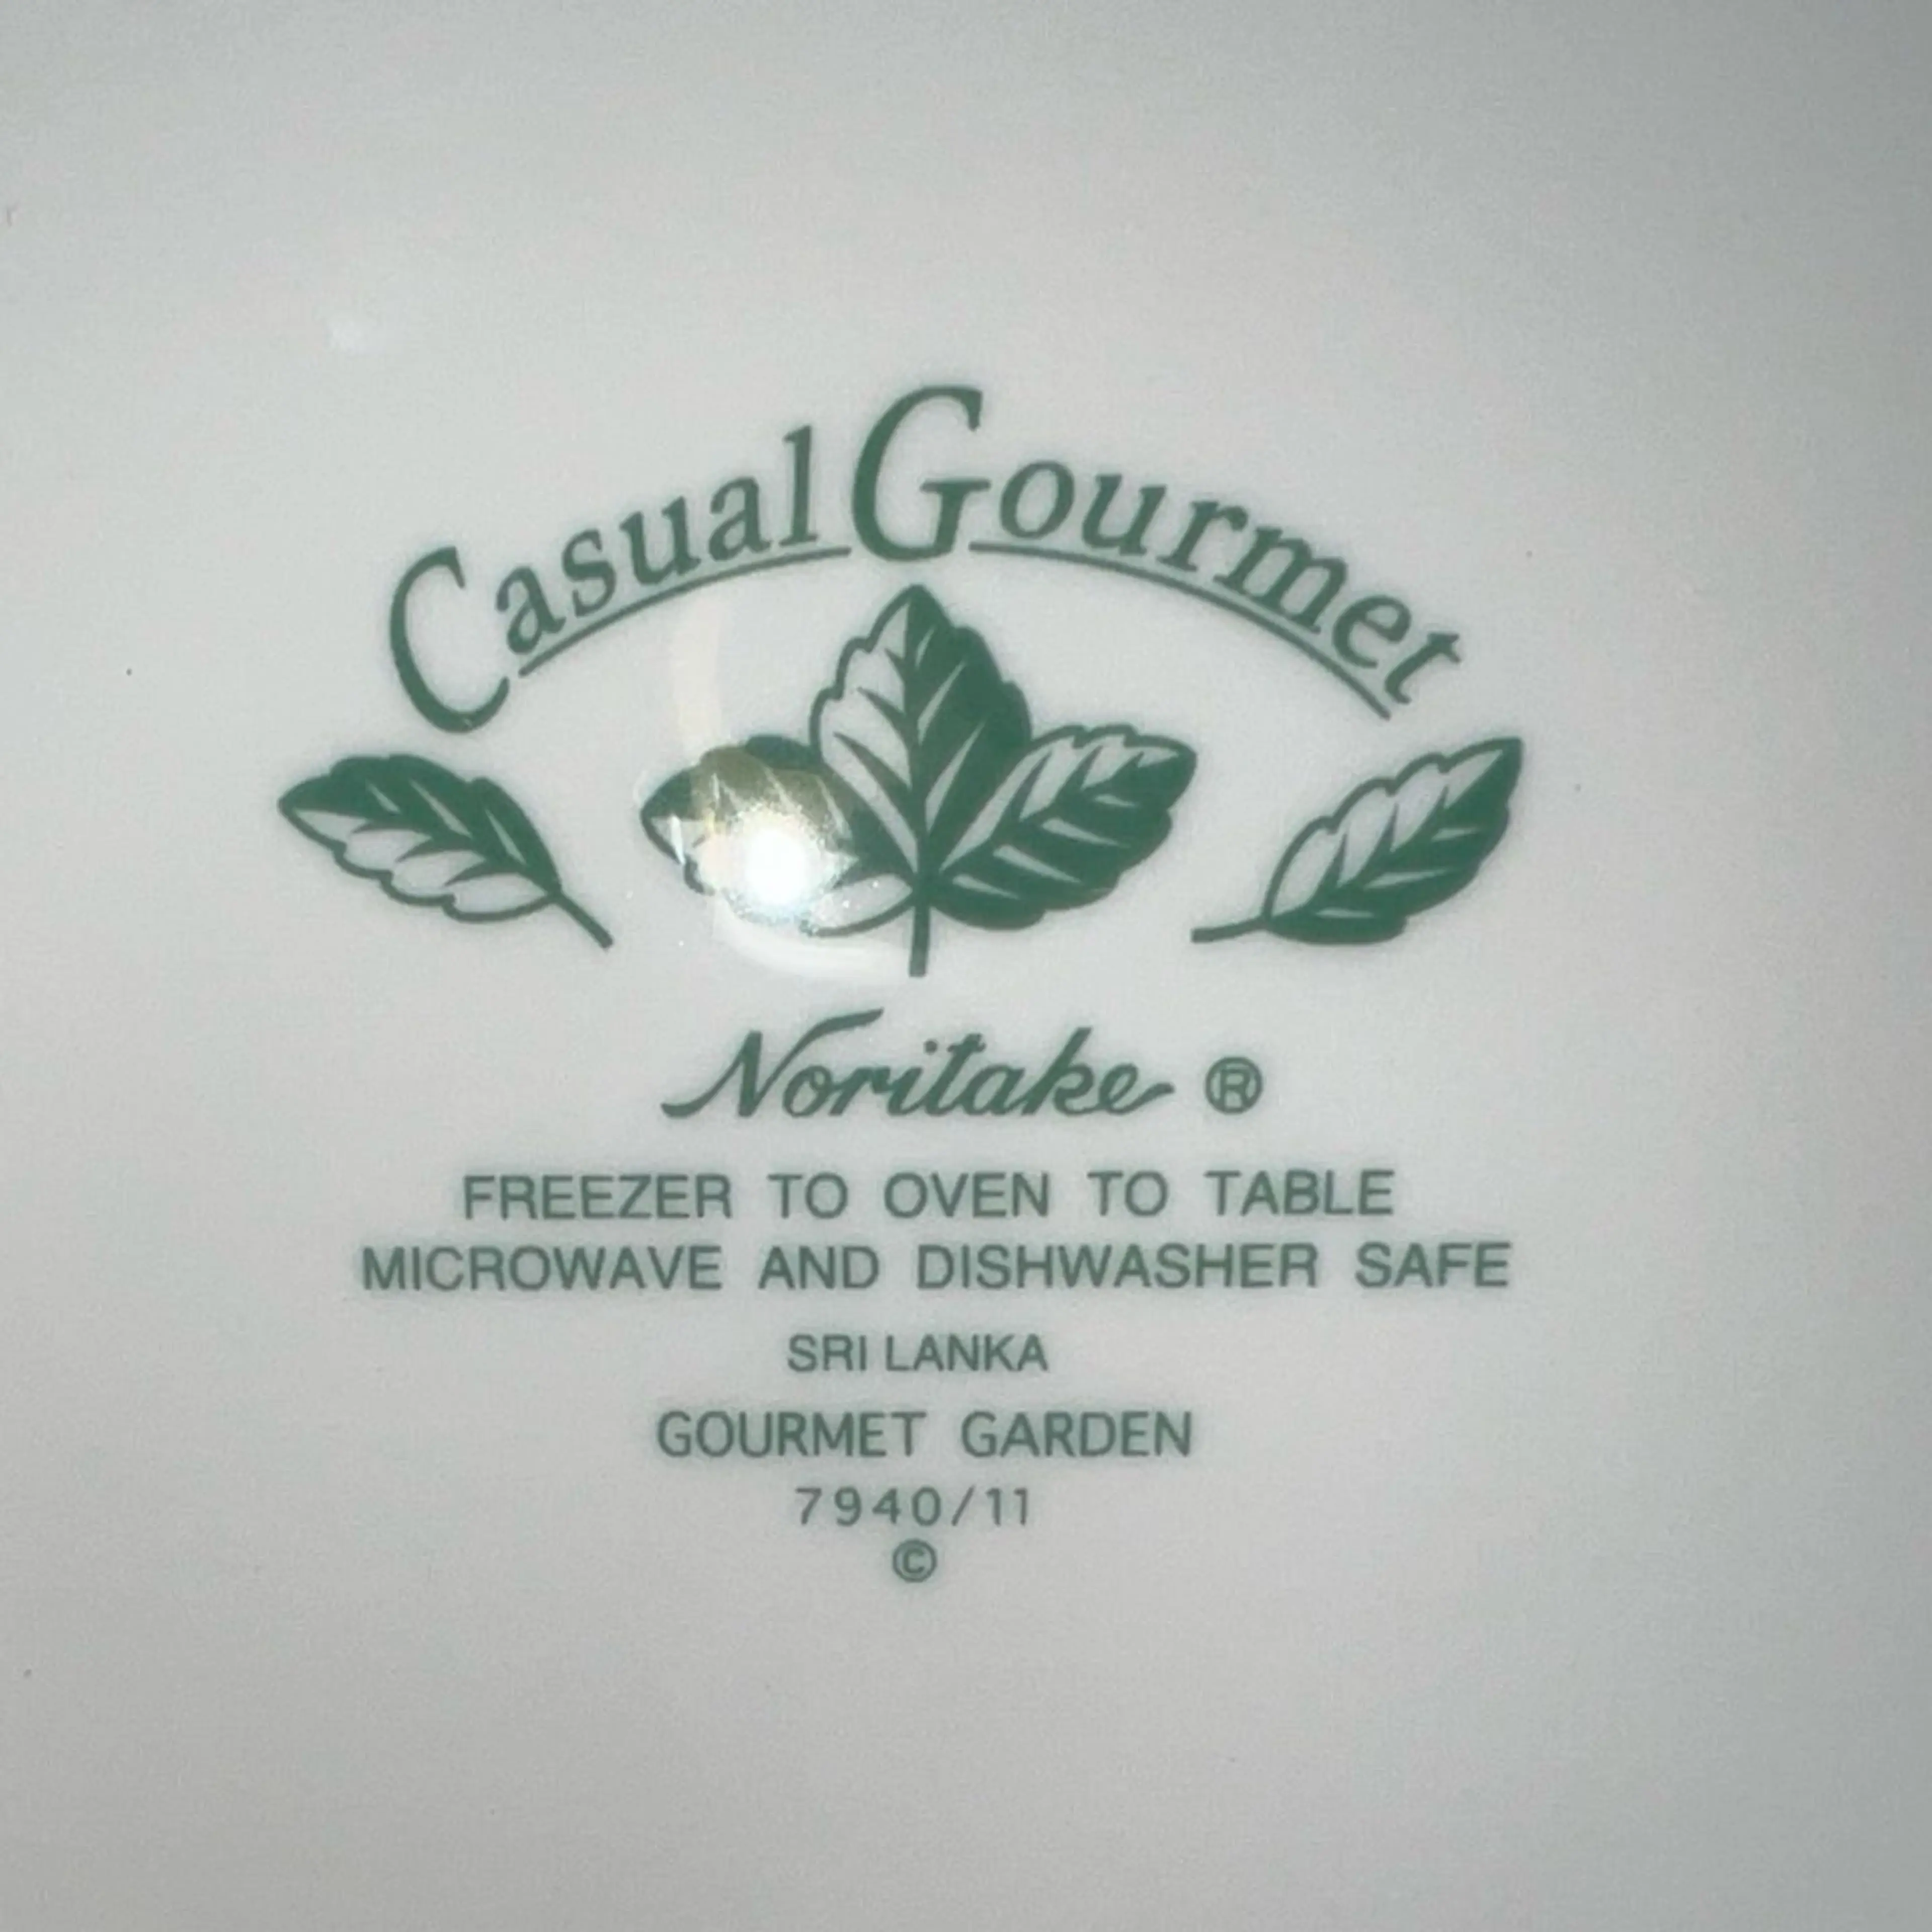 Casual Gourmet
Noritake ®
FREEZER TO OVEN TO TABLE
MICROWAVE AND DISHWASHER SAFE
SRI LANKA
GOURMET GARDEN
7940/11
©